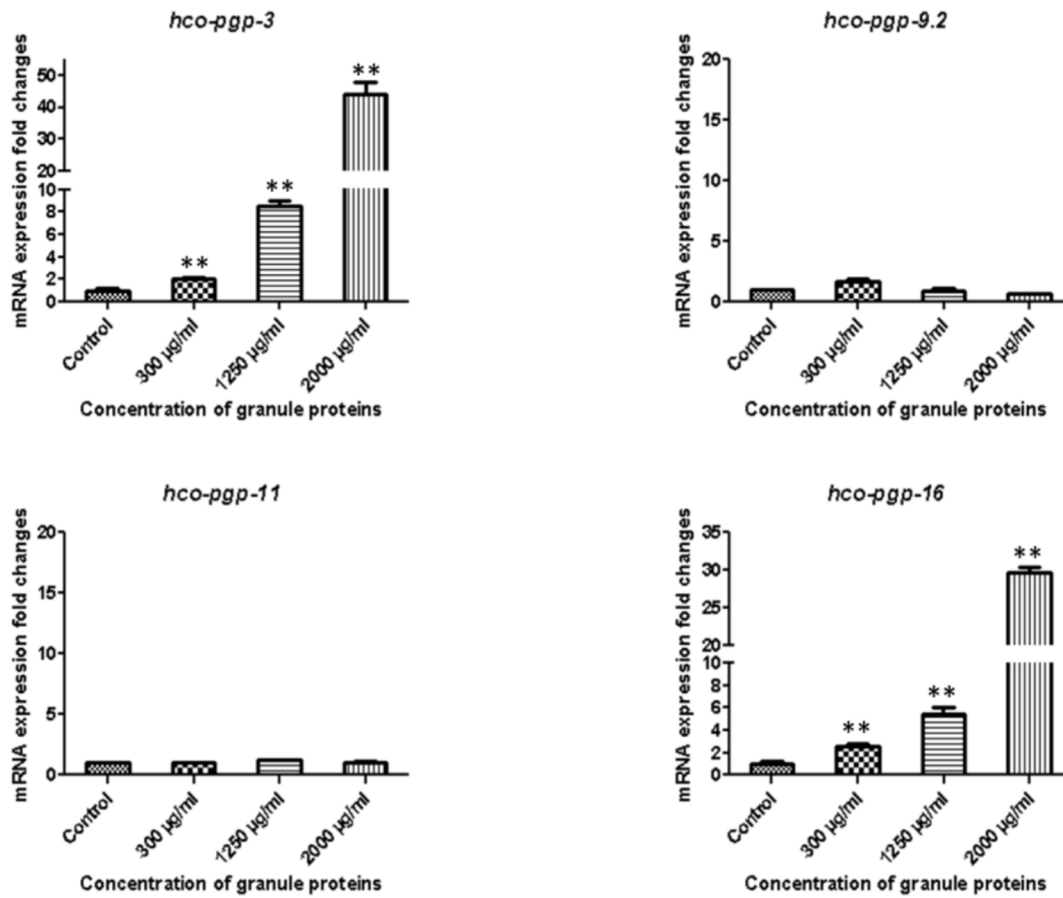 hco-pgp-3
mRNA expression fold changes
50
40
30
20
10
8
6
4
2
0
**
**
**
Control
300 µg/ml
1250 µg/ml
2000 µg/ml
Concentration of granule proteins
hco-pgp-9.2
mRNA expression fold changes
20
15
10
5
0
Control
300 µg/ml
1250 µg/ml
2000 µg/ml
Concentration of granule proteins
hco-pgp-11
mRNA expression fold changes
20
15
10
5
0
Control
300 µg/ml
1250 µg/ml
2000 µg/ml
Concentration of granule proteins
hco-pgp-16
mRNA expression fold changes
35
30
25
20
10
8
6
4
2
0
**
**
**
Control
300 µg/ml
1250 µg/ml
2000 µg/ml
Concentration of granule proteins